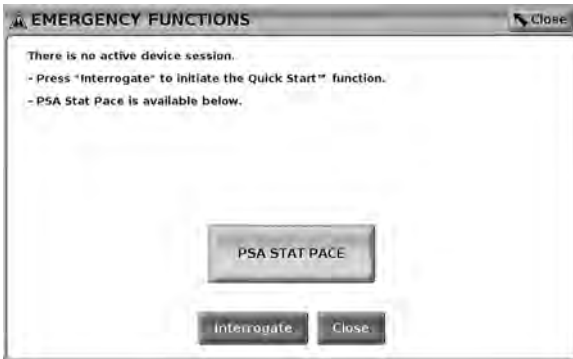 EMERGENCY FUNCTIONS
Close
There is no active device session.
- Press "Interrogate" to initiate the Quick Start™ function.
- PSA Stat Pace is available below.
PSA STAT PACE
Interrogate
Close